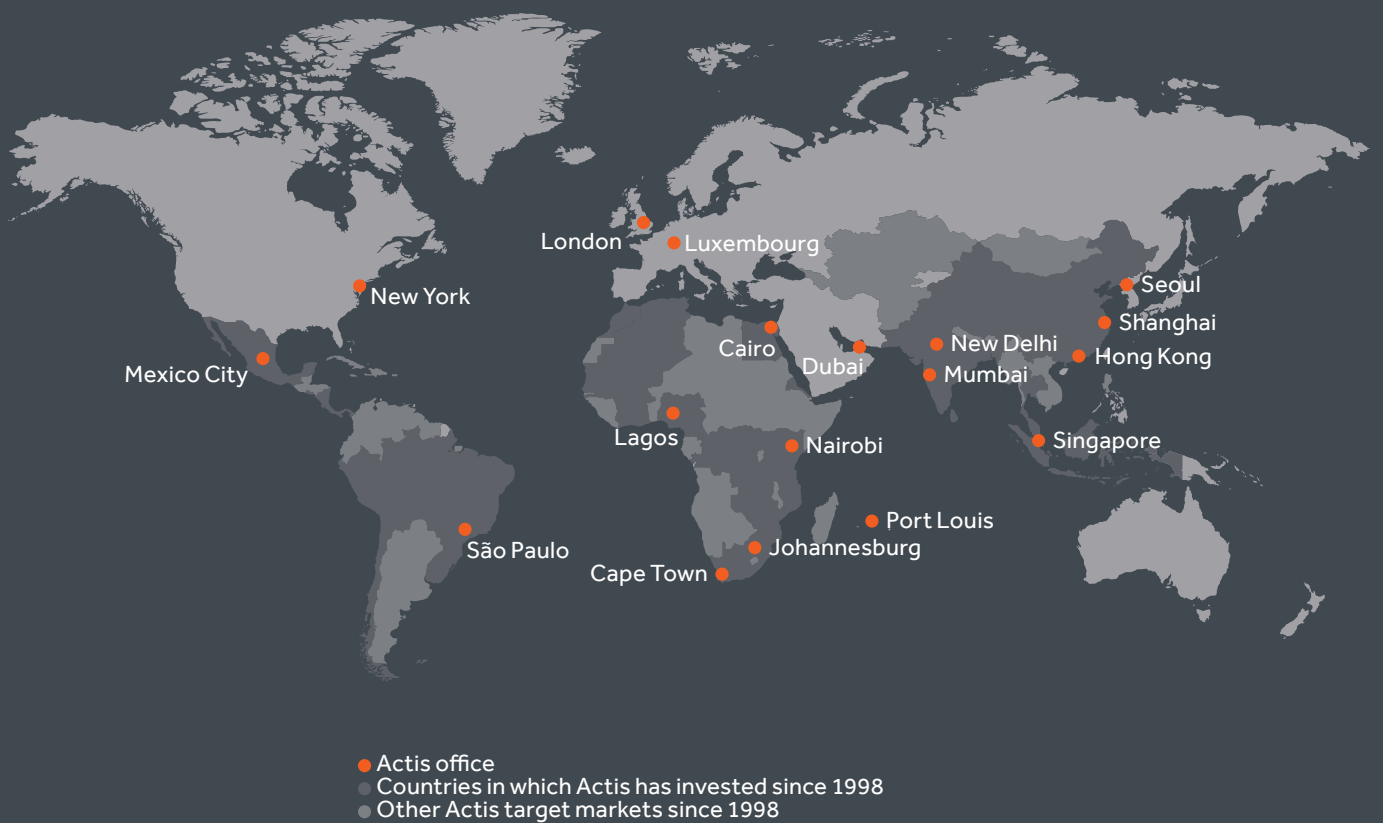 London
Luxembourg
New York
Seoul
Shanghai
Cairo
New Delhi
Hong Kong
Dubai
Mexico City
Mumbai
Lagos
Nairobi
Singapore
Port Louis
São Paulo
Johannesburg
Cape Town
Actis office
Countries in which Actis has invested since 1998
Other Actis target markets since 1998